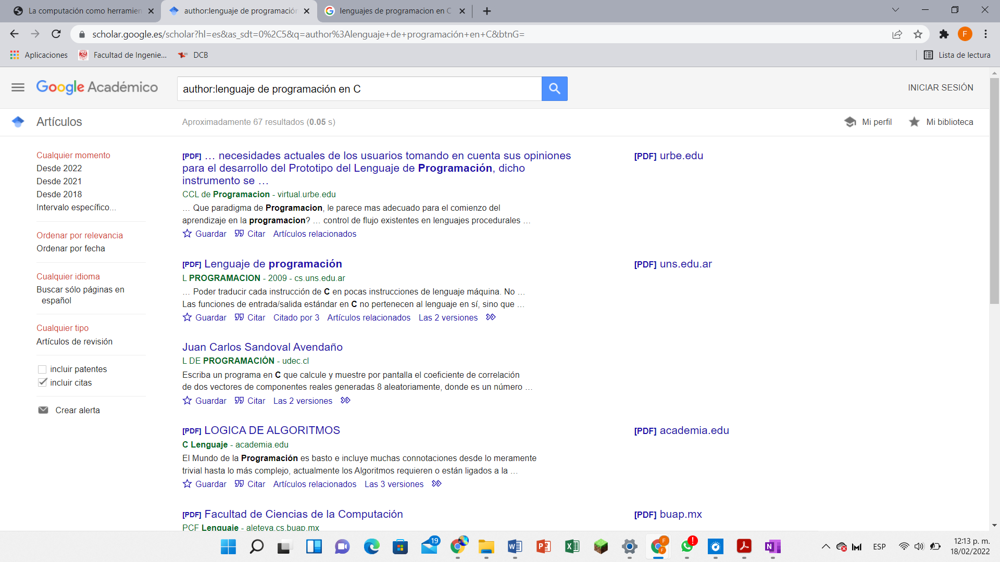 La computación como herramien
author:lenguaje de programación
lenguajes de programacion en C
scholar.google.es/scholar?hl=es&as_sdt=0%2C5&q=author%3Alenguaje+de+programación+en+C&btnG=
F
Aplicaciones
Facultad de Ingenie...
DCB
Lista de lectura
Google Académico
author:lenguaje de programación en C
INICIAR SESIÓN
Artículos
Aproximadamente 67 resultados (0.05 s)
Mi perfil
Mi biblioteca
Cualquier momento
Desde 2022
Desde 2021
Desde 2018
Intervalo específico...
Ordenar por relevancia
Ordenar por fecha
Cualquier idioma
Buscar sólo páginas en
español
Cualquier tipo
Artículos de revisión
incluir patentes
incluir citas
Crear alerta
[PDF] … necesidades actuales de los usuarios tomando en cuenta sus opiniones
para el desarrollo del Prototipo del Lenguaje de Programación, dicho
instrumento se …
CCL de Programacion - virtual.urbe.edu
… Que paradigma de Programacion, le parece mas adecuado para el comienzo del
aprendizaje en la programacion? … control de flujo existentes en lenguajes procedurales …
Guardar Citar Artículos relacionados
[PDF] urbe.edu
[PDF] Lenguaje de programación
L PROGRAMACION - 2009 - cs.uns.edu.ar
… Poder traducir cada instrucción de C en pocas instrucciones de lenguaje máquina. No …
Las funciones de entrada/salida estándar en C no pertenecen al lenguaje en sí, sino que …
Guardar Citar Citado por 3 Artículos relacionados Las 2 versiones
[PDF] uns.edu.ar
Juan Carlos Sandoval Avendaño
L DE PROGRAMACIÓN - udec.cl
Escriba un programa en C que calcule y muestre por pantalla el coeficiente de correlación
de dos vectores de componentes reales generadas 8 aleatoriamente, donde es un número …
Guardar Citar Las 2 versiones
[PDF] LOGICA DE ALGORITMOS
C Lenguaje - academia.edu
El Mundo de la Programación es basto e incluye muchas connotaciones desde lo meramente
trivial hasta lo más complejo, actualmente los Algoritmos requieren o están ligados a la …
Guardar Citar Artículos relacionados Las 3 versiones
[PDF] academia.edu
[PDF] Facultad de Ciencias de la Computación
PCF Lenguaje - aleteya.cs.buap.mx
[PDF] buap.mx
19
ESP
12:13 p. m.
18/02/2022